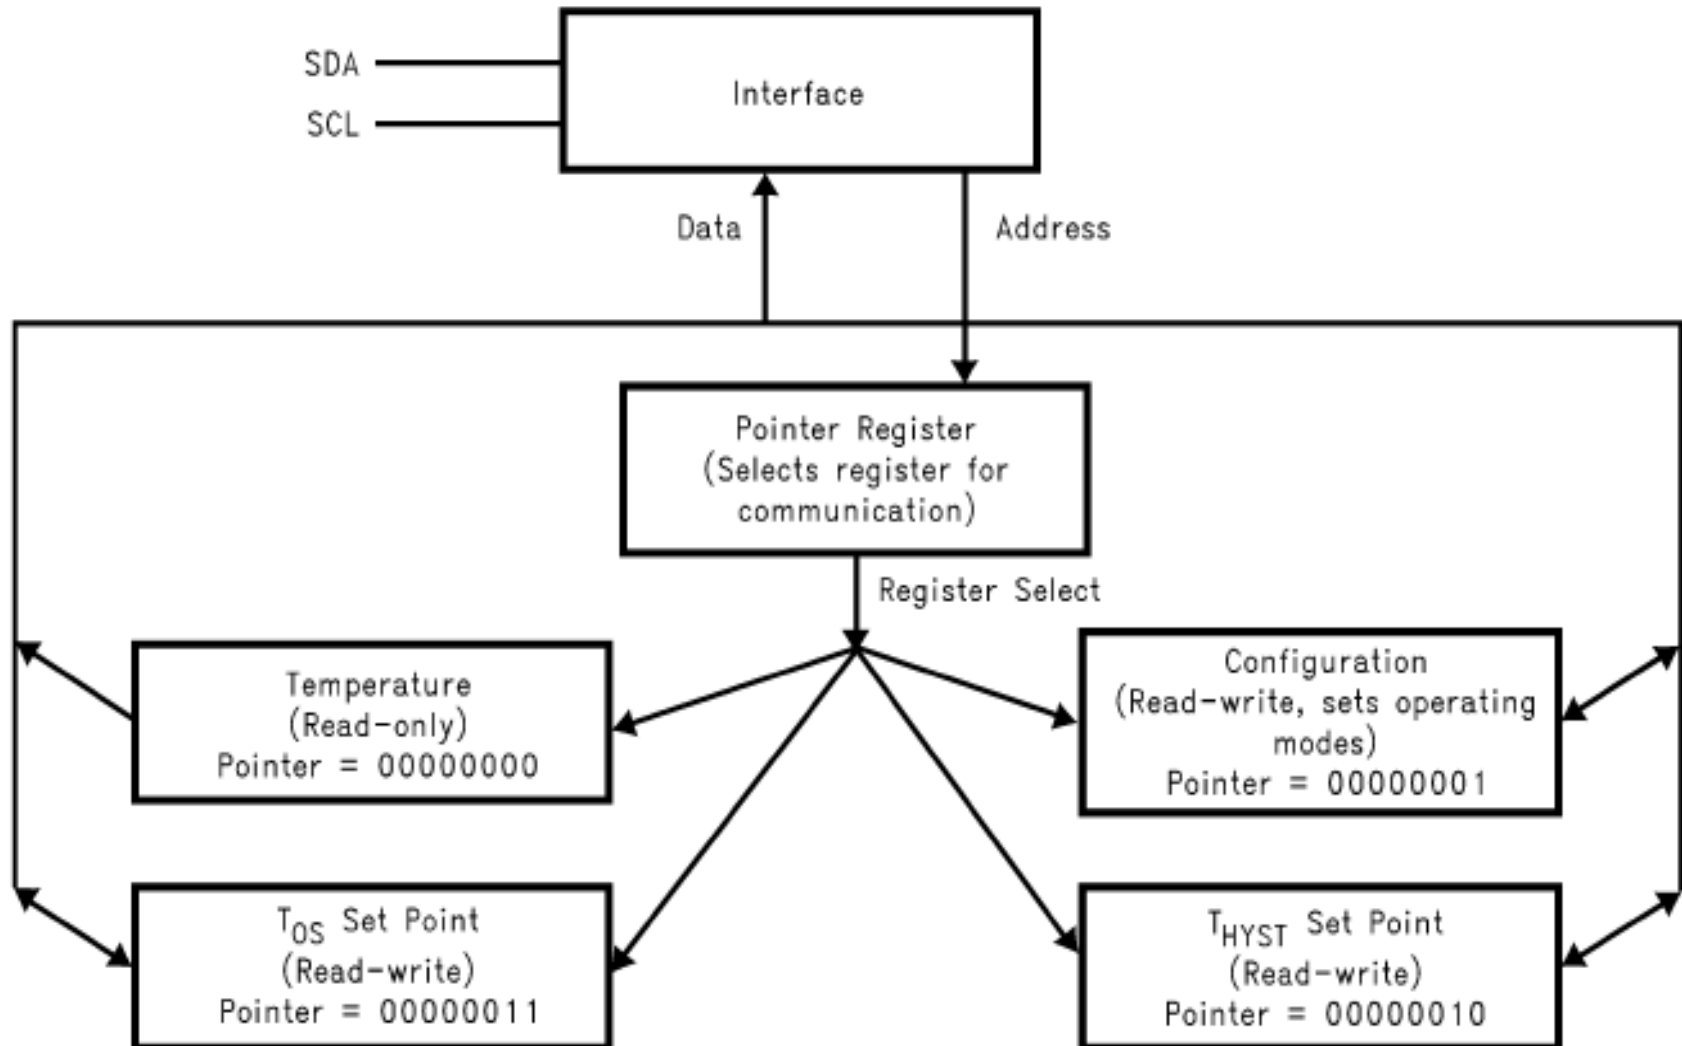 SDA
SCL
Interface
Data
Address
Pointer Register
(Selects register for
communication)
Register Select
Temperature
(Read-only)
Pointer = 00000000
Configuration
(Read-write, sets operating
modes)
Pointer = 00000001
TOS Set Point
(Read-write)
Pointer = 00000011
THYST Set Point
(Read-write)
Pointer = 00000010